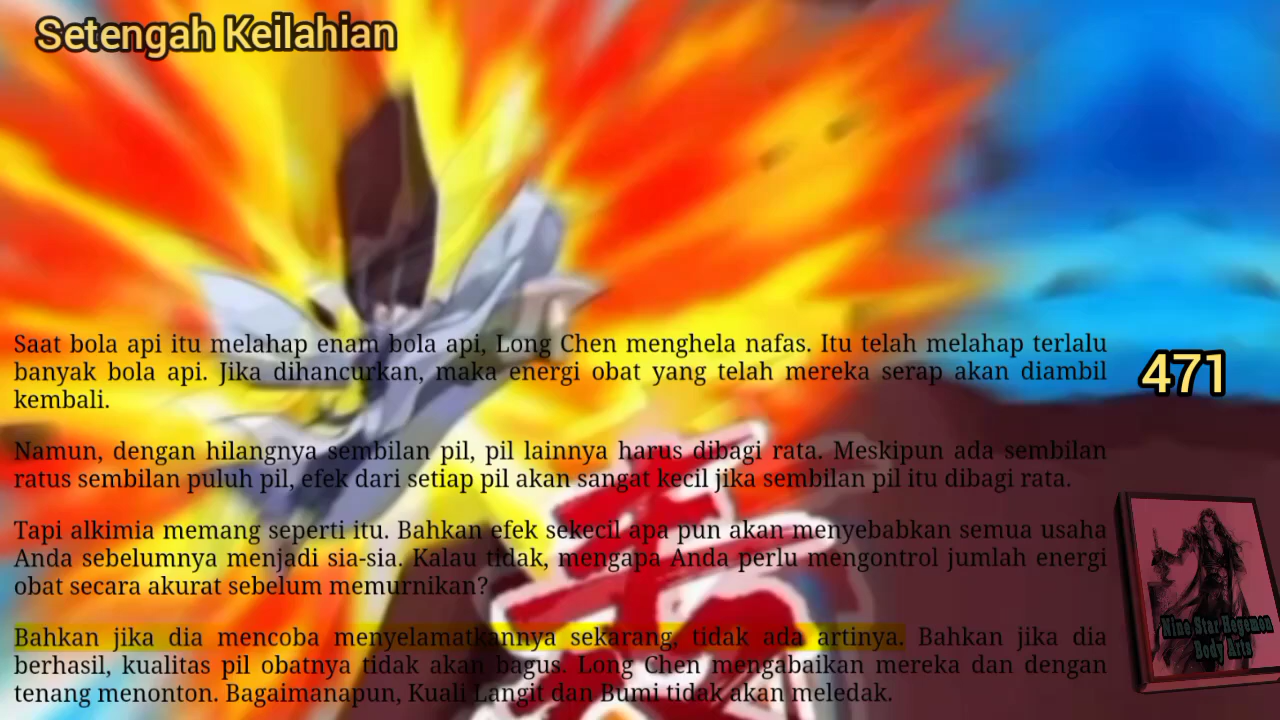 Setengah Keilahian
Saat bola api itu melahap enam bola api, Long Chen menghela nafas. Itu telah melahap terlalu
banyak bola api. Jika dihancurkan, maka energi obat yang telah mereka serap akan diambil
kembali.
471
Namun, dengan hilangnya sembilan pil, pil lainnya harus dibagi rata. Meskipun ada sembilan
ratus sembilan puluh pil, efek dari setiap pil akan sangat kecil jika sembilan pil itu dibagi rata.
Tapi alkimia memang seperti itu. Bahkan efek sekecil apa pun akan menyebabkan semua usaha
Anda sebelumnya menjadi sia-sia. Kalau tidak, mengapa Anda perlu mengontrol jumlah energi
obat secara akurat sebelum memurnikan?
Bahkan jika dia mencoba menyelamatkannya sekarang, tidak ada artinya. Bahkan jika dia
berhasil, kualitas pil obatnya tidak akan bagus. Long Chen mengabaikan mereka dan dengan
tenang menonton. Bagaimanapun, Kuali Langit dan Bumi tidak akan meledak.
Nine Star Hegemon
Body Arts